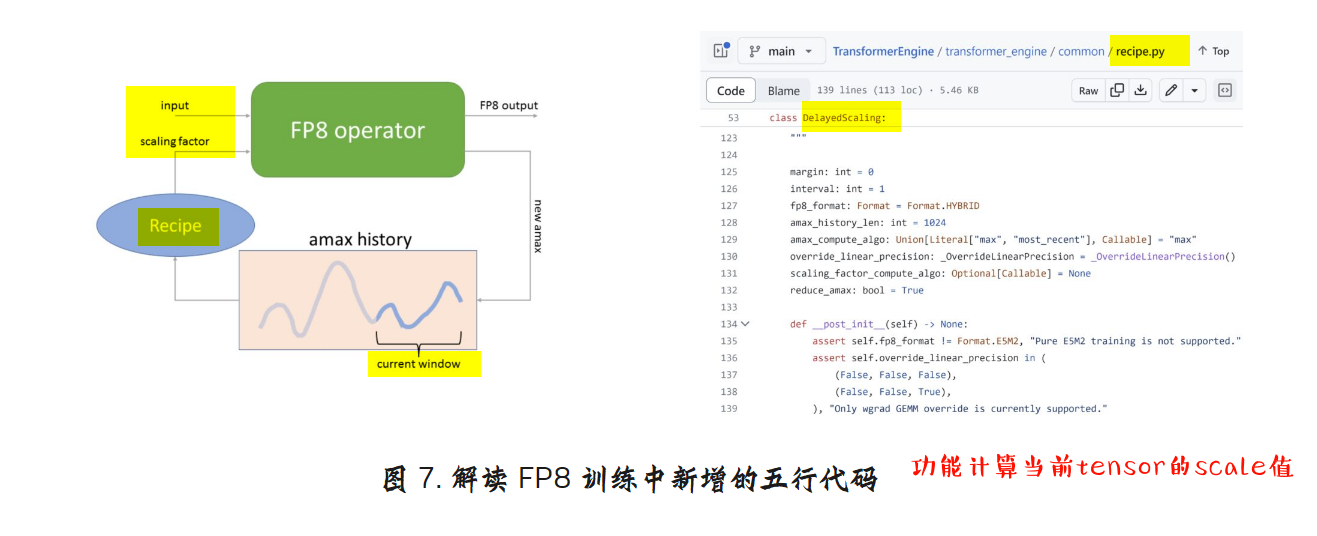 input
scaling factor
FP8 operator
FP8 output
Recipe
new amax
amax history
current window
main
TransformerEngine / transformer_engine / common / recipe.py
Top
Code
Blame
139 lines (113 loc) · 5.46 KB
Raw
53 class DelayedScaling:
123 """
124
125 margin: int = 0
126 interval: int = 1
127 fp8_format: Format = Format.HYBRID
128 amax_history_len: int = 1024
129 amax_compute_algo: Union[Literal["max", "most_recent"], Callable] = "max"
130 override_linear_precision: _OverrideLinearPrecision = _OverrideLinearPrecision()
131 scaling_factor_compute_algo: Optional[Callable] = None
132 reduce_amax: bool = True
133
134 def __post_init__(self) -> None:
135 assert self.fp8_format != Format.E5M2, "Pure E5M2 training is not supported."
136 assert self.override_linear_precision in (
137 (False, False, False),
138 (False, False, True),
139 ), "Only wgrad GEMM override is currently supported."
图 7. 解读 FP8 训练中新增的五行代码
功能计算当前tensor的scale值